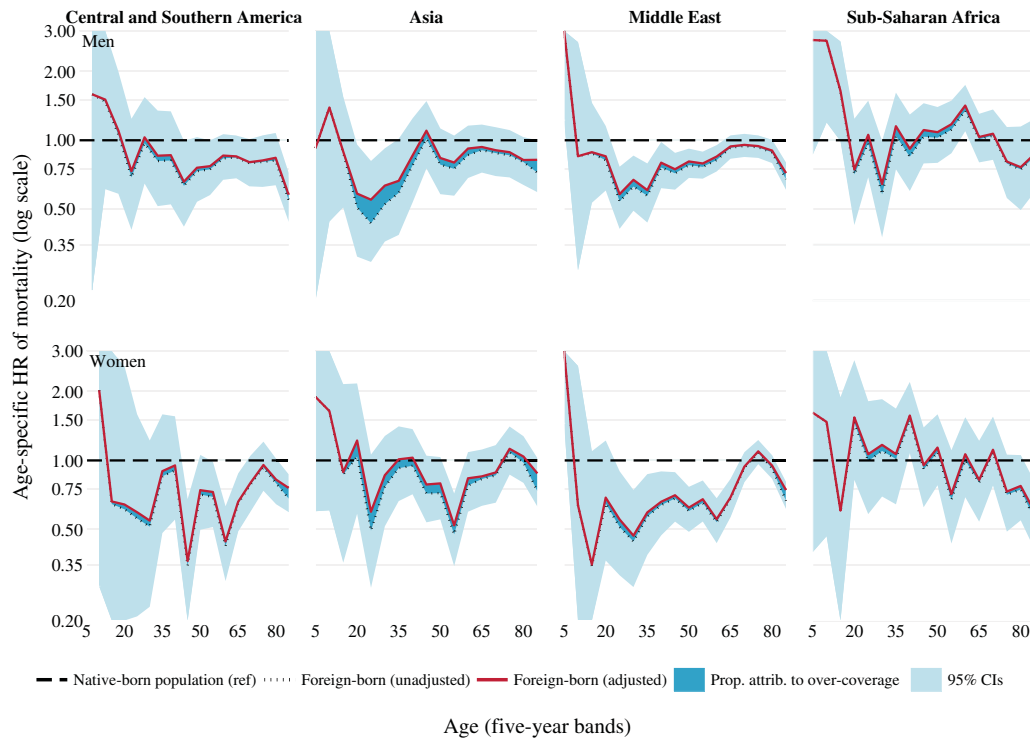 Central and Southern America Asia Middle East Sub-Saharan Africa
Men
3.00
2.00
1.50
1.00
0.75
0.50
0.35
0.20
Women
3.00
2.00
1.50
1.00
0.75
0.50
0.35
0.20
Age-specific HR of mortality (log scale)
5 20 35 50 65 80 5 20 35 50 65 80 5 20 35 50 65 80 5 20 35 50 65 80
Native-born population (ref) Foreign-born (unadjusted) Foreign-born (adjusted) Prop. attrib. to over-coverage 95% CIs
Age (five-year bands)